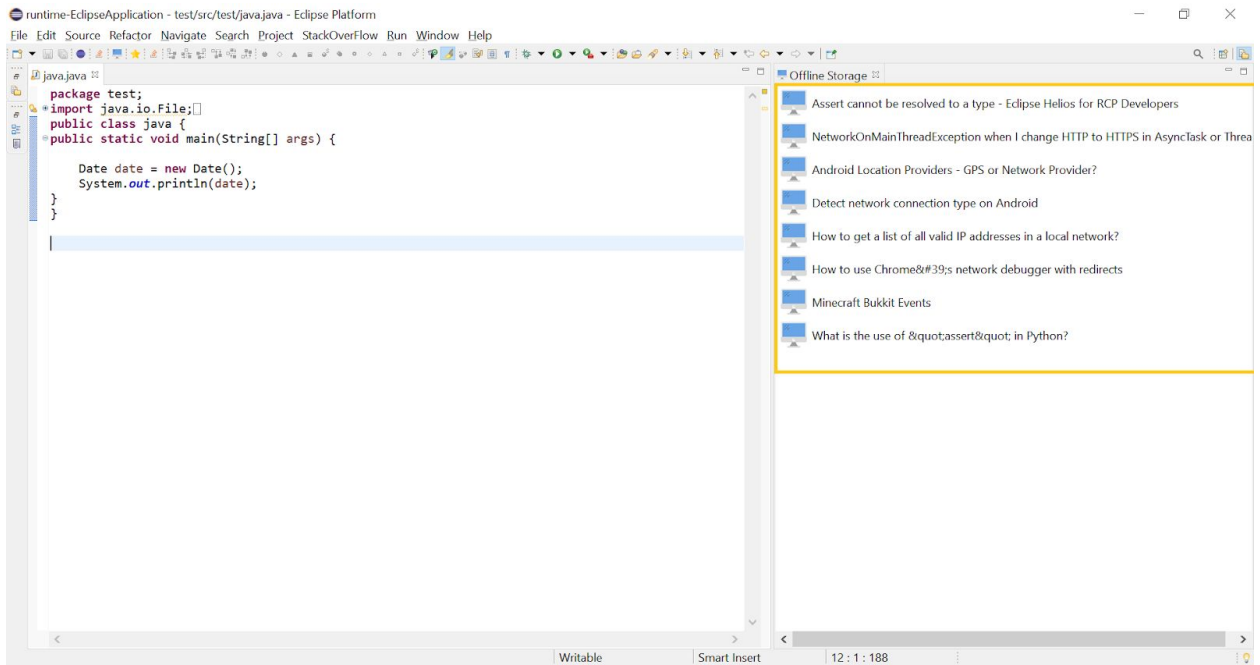 runtime-EclipseApplication - test/src/test/java.java - Eclipse Platform
File Edit Source Refactor Navigate Search Project StackOverFlow Run Window Help
java.java
Offline Storage
package test;
import java.io.File;
public class java {
public static void main(String[] args) {
Date date = new Date();
System.out.println(date);
}
}
Assert cannot be resolved to a type - Eclipse Helios for RCP Developers
NetworkOnMainThreadException when I change HTTP to HTTPS in AsyncTask or Threa
Android Location Providers - GPS or Network Provider?
Detect network connection type on Android
How to get a list of all valid IP addresses in a local network?
How to use Chrome&#39;s network debugger with redirects
Minecraft Bukkit Events
What is the use of &quot;assert&quot; in Python?
Writable
Smart Insert
12 : 1 : 188